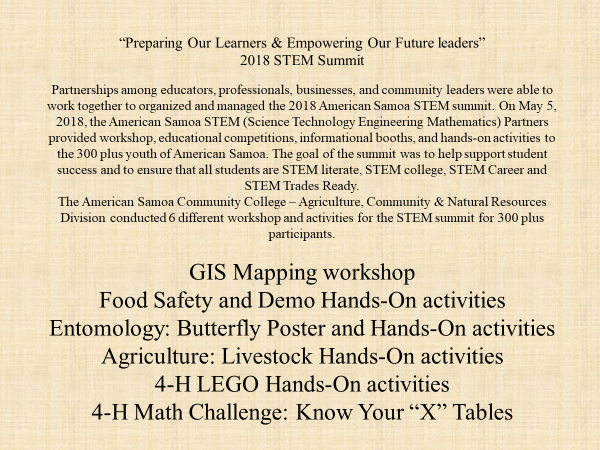 “Preparing Our Learners & Empowering Our Future leaders”
2018 STEM Summit
Partnerships among educators, professionals, businesses, and community leaders were able to
work together to organized and managed the 2018 American Samoa STEM summit. On May 5,
2018, the American Samoa STEM (Science Technology Engineering Mathematics) Partners
provided workshop, educational competitions, informational booths, and hands-on activities to
the 300 plus youth of American Samoa. The goal of the summit was to help support student
success and to ensure that all students are STEM literate, STEM college, STEM Career and
STEM Trades Ready.
The American Samoa Community College – Agriculture, Community & Natural Resources
Division conducted 6 different workshop and activities for the STEM summit for 300 plus
participants.
GIS Mapping workshop
Food Safety and Demo Hands-On activities
Entomology: Butterfly Poster and Hands-On activities
Agriculture: Livestock Hands-On activities
4-H LEGO Hands-On activities
4-H Math Challenge: Know Your “X” Tables